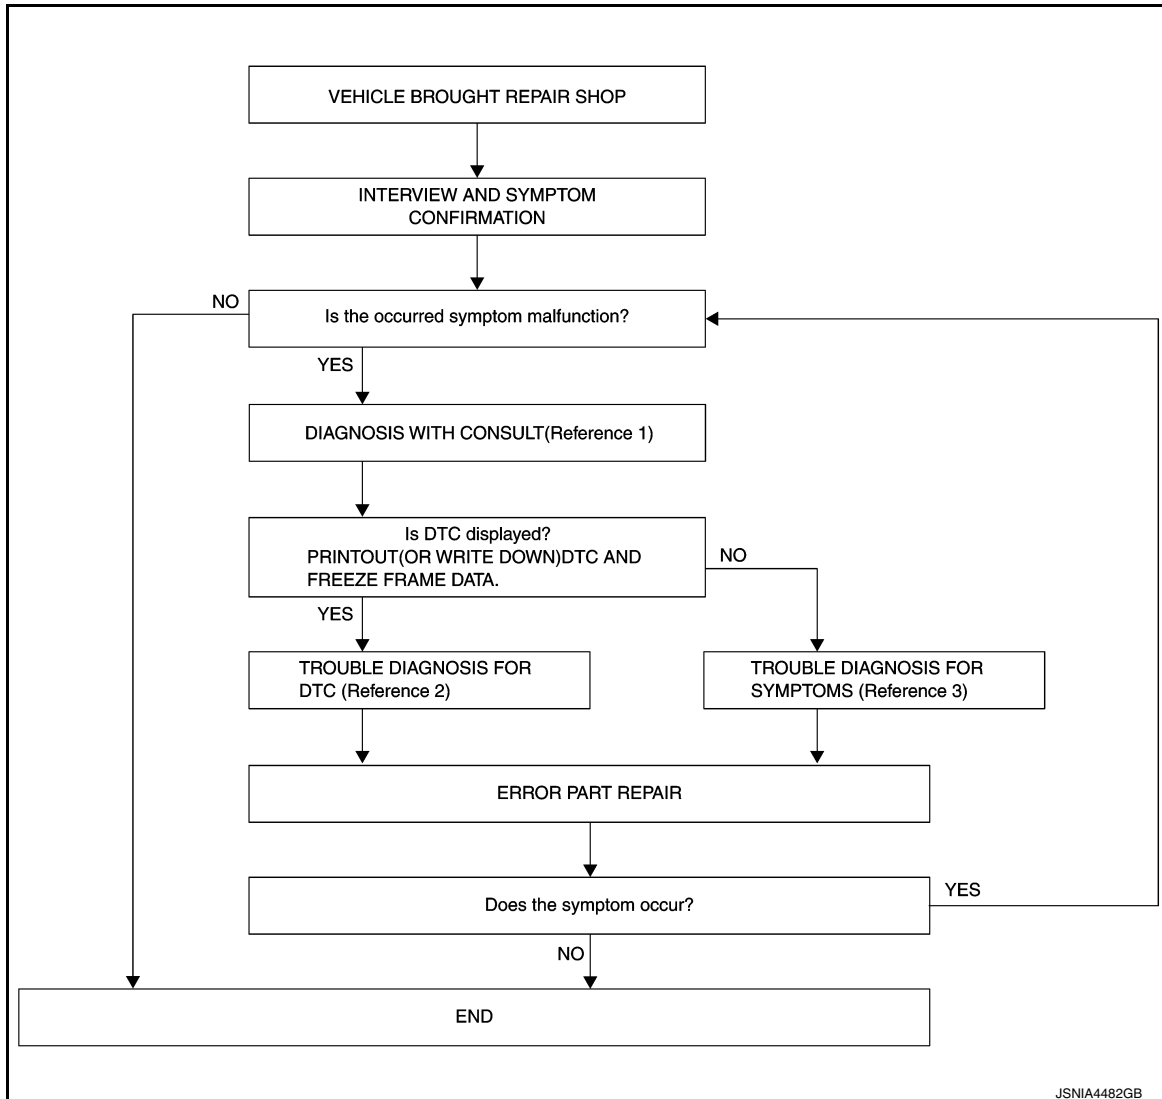 VEHICLE BROUGHT REPAIR SHOP
INTERVIEW AND SYMPTOM
CONFIRMATION
NO
Is the occurred symptom malfunction?
YES
DIAGNOSIS WITH CONSULT(Reference 1)
Is DTC displayed?
PRINTOUT(OR WRITE DOWN)DTC AND
FREEZE FRAME DATA.
NO
YES
TROUBLE DIAGNOSIS FOR
DTC (Reference 2)
TROUBLE DIAGNOSIS FOR
SYMPTOMS (Reference 3)
ERROR PART REPAIR
Does the symptom occur?
YES
NO
END
JSNIA4482GB